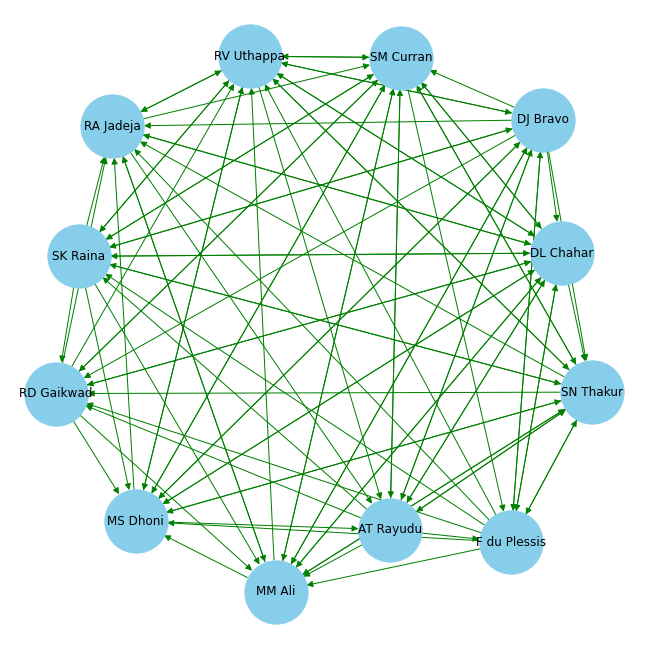 RV Uthappa
SM Curran
DJ Bravo
RA Jadeja
DL Chahar
SK Raina
SN Thakur
RD Gaikwad
MS Dhoni
AT Rayudu
F du Plessis
MM Ali